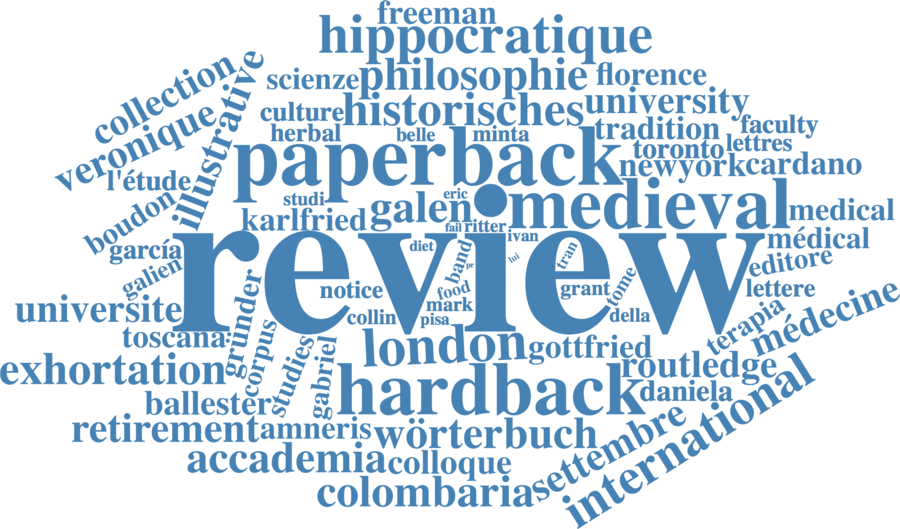 freeman
hippocratique
scienze philosophie florence
collection
culture historisches university
veronique
illustrative
herbal belle minta tradition faculty
paperback toronto lettres
newyork cardano
l'étude
studi eric medieval medical
boudon
karlfried galen fail ritter ivan
review
garcía diet band pr lui tran médical
galien editore
notice food grant tome lettere
universite mark
collin pisa della
toscana gründer corpus studies gabriel london gottfried terapia médecine
exhortation routledge
hardback daniela
ballester
retirement amneris wörterbuch settembre international
accademia colloque
colombaria